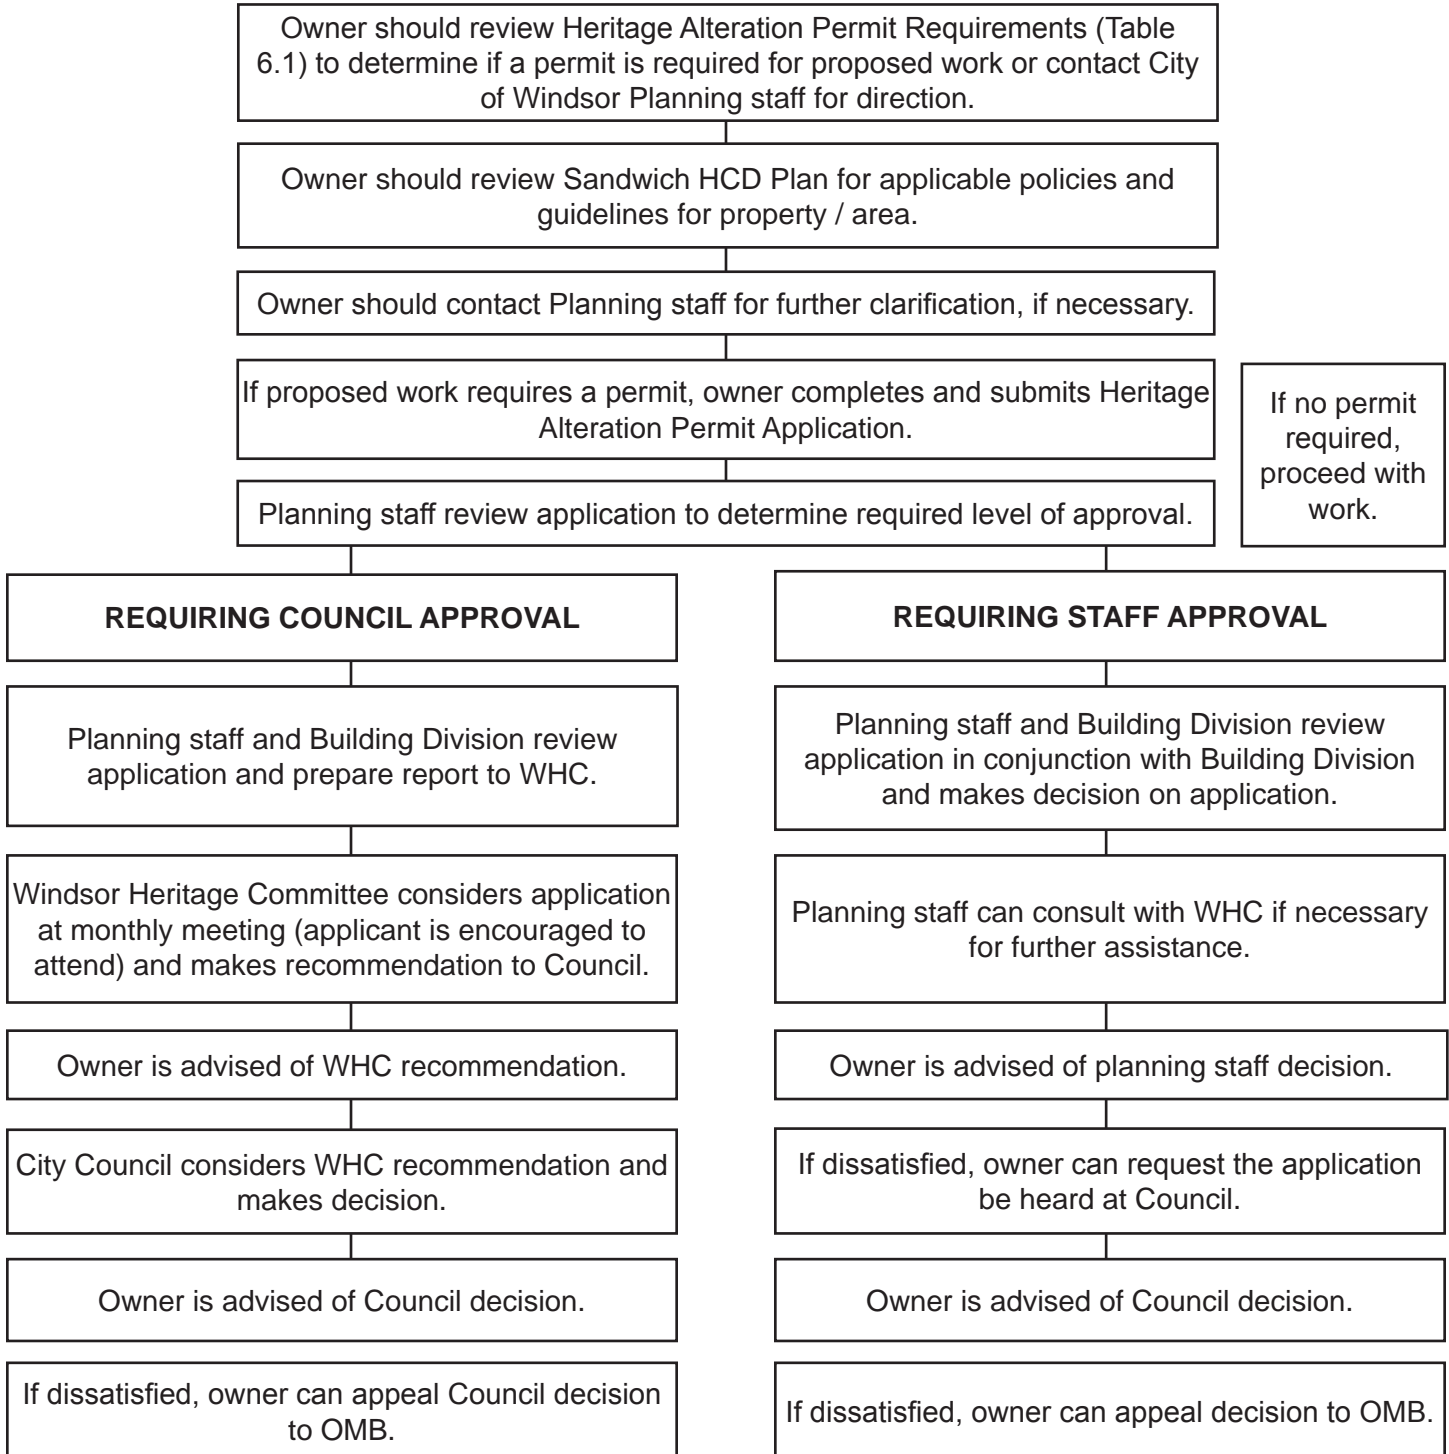 Owner should review Heritage Alteration Permit Requirements (Table
6.1) to determine if a permit is required for proposed work or contact City
of Windsor Planning staff for direction.
Owner should review Sandwich HCD Plan for applicable policies and
guidelines for property / area.
Owner should contact Planning staff for further clarification, if necessary.
If proposed work requires a permit, owner completes and submits Heritage
Alteration Permit Application.
If no permit
required,
proceed with
work.
Planning staff review application to determine required level of approval.
REQUIRING COUNCIL APPROVAL
Planning staff and Building Division review
application and prepare report to WHC.
Windsor Heritage Committee considers application
at monthly meeting (applicant is encouraged to
attend) and makes recommendation to Council.
Owner is advised of WHC recommendation.
City Council considers WHC recommendation and
makes decision.
Owner is advised of Council decision.
If dissatisfied, owner can appeal Council decision
to OMB.
REQUIRING STAFF APPROVAL
Planning staff and Building Division review
application in conjunction with Building Division
and makes decision on application.
Planning staff can consult with WHC if necessary
for further assistance.
Owner is advised of planning staff decision.
If dissatisfied, owner can request the application
be heard at Council.
Owner is advised of Council decision.
If dissatisfied, owner can appeal decision to OMB.